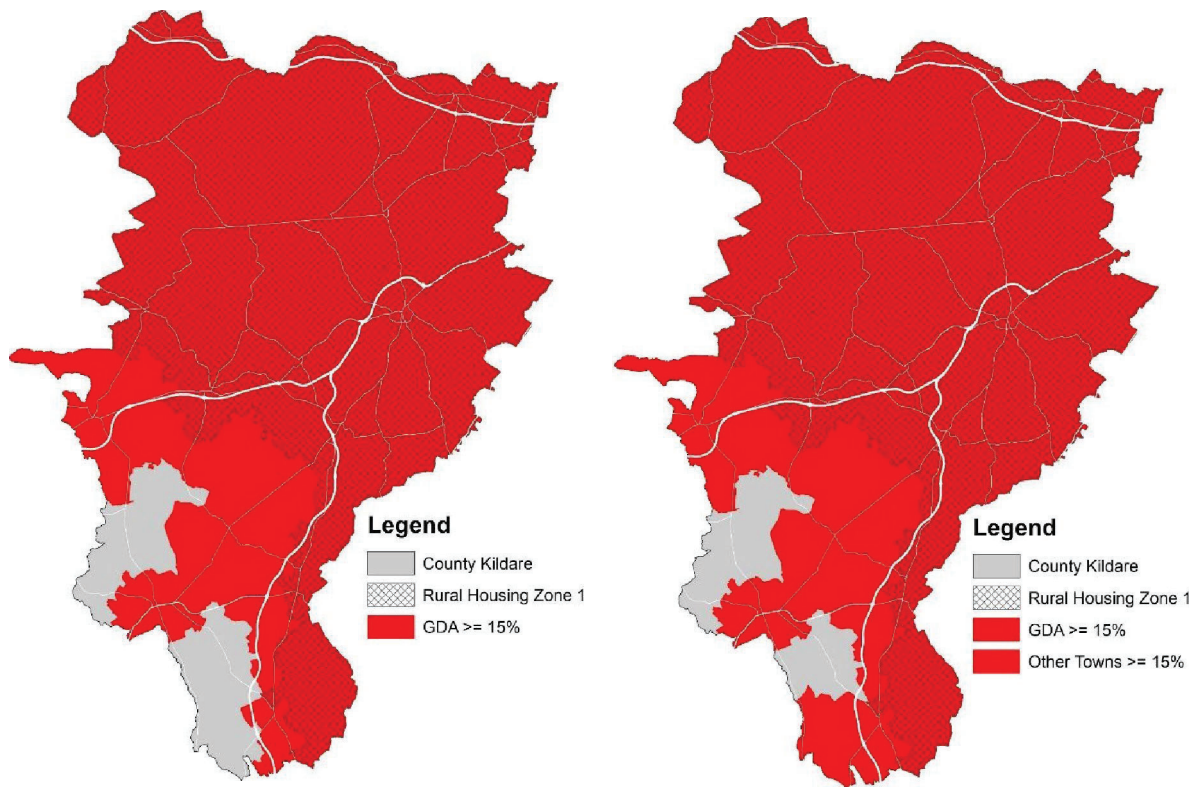 Legend
County Kildare
Rural Housing Zone 1
GDA >= 15%
Legend
County Kildare
Rural Housing Zone 1
GDA >= 15%
Other Towns >= 15%